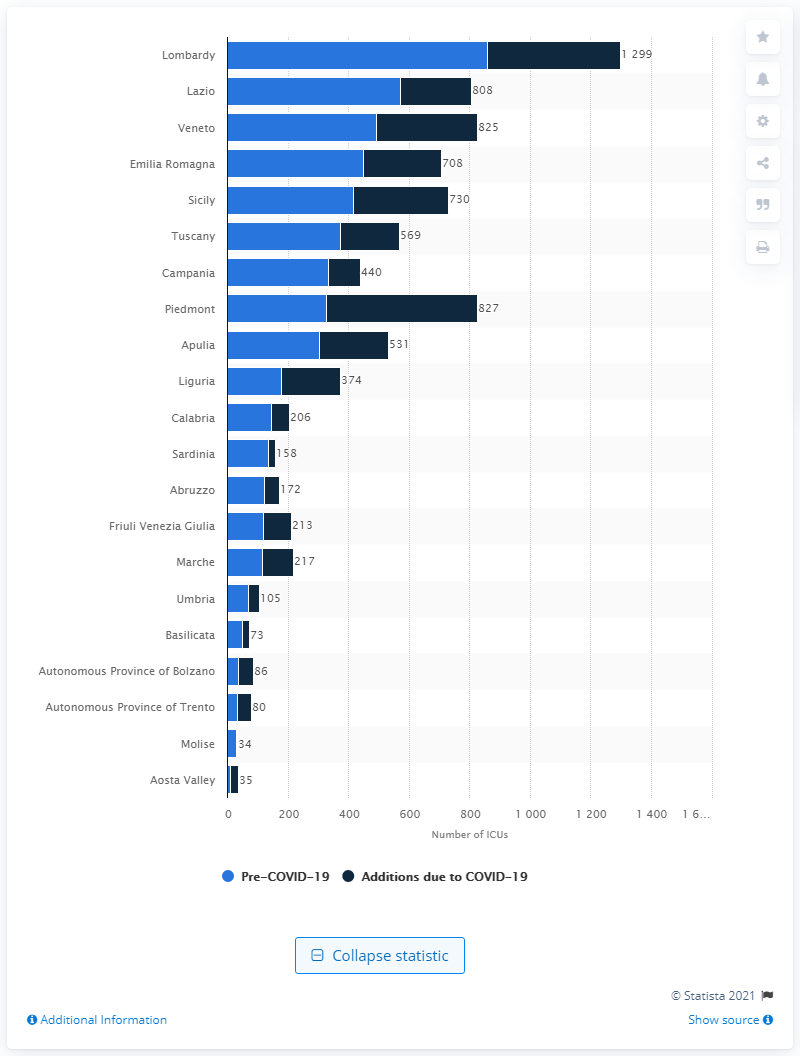 Lombardy 1 299
Lazio 808
Veneto 825
Emilia Romagna 708
Sicily 730
Tuscany 569
Campania 440
Piedmont 827
Apulia 531
Liguria 374
Calabria 206
Sardinia 158
Abruzzo 172
Friuli Venezia Giulia 213
Marche 217
Umbria 105
Basilicata 73
Autonomous Province of Bolzano 86
Autonomous Province of Trento 80
Molise 34
Aosta Valley 35
0 200 400 600 800 1 000 1 200 1 400 1 6...
Number of ICUs
Pre-COVID-19 Additions due to COVID-19
Collapse statistic
© Statista 2021
Additional Information Show source